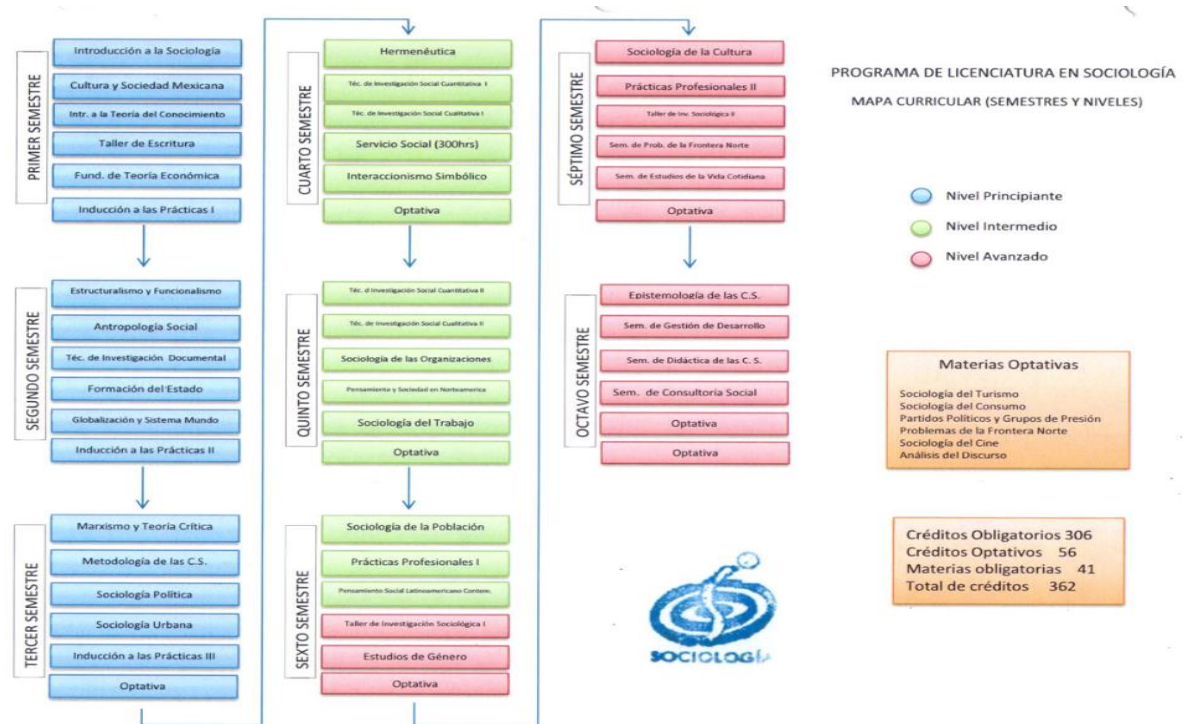 PROGRAMA DE LICENCIATURA EN SOCIOLOGÍA
MAPA CURRICULAR (SEMESTRES Y NIVELES)
PRIMER SEMESTRE
Introducción a la Sociología
Cultura y Sociedad Mexicana
Intr. a la Teoría del Conocimiento
Taller de Escritura
Fund. de Teoría Económica
Inducción a las Prácticas I
SEGUNDO SEMESTRE
Estructuralismo y Funcionalismo
Antropología Social
Téc. de Investigación Documental
Formación del Estado
Globalización y Sistema Mundo
Inducción a las Prácticas II
TERCER SEMESTRE
Marxismo y Teoría Crítica
Metodología de las C.S.
Sociología Política
Sociología Urbana
Inducción a las Prácticas III
Optativa
CUARTO SEMESTRE
Hermenéutica
Téc. de Investigación Social Cuantitativa I
Téc. de Investigación Social Cualitativa I
Servicio Social (300hrs)
Interaccionismo Simbólico
Optativa
QUINTO SEMESTRE
Téc. d Investigación Social Cuantitativa II
Téc. de Investigación Social Cualitativa II
Sociología de las Organizaciones
Pensamiento y Sociedad en Norteamerica
Sociología del Trabajo
Optativa
SEXTO SEMESTRE
Sociología de la Población
Prácticas Profesionales I
Pensamiento Social Latinoamericano Contem.
Taller de Investigación Sociológica I
Estudios de Género
Optativa
SÉPTIMO SEMESTRE
Sociología de la Cultura
Prácticas Profesionales II
Taller de Inv. Sociológica II
Sem. de Prob. de la Frontera Norte
Sem. de Estudios de la Vida Cotidiana
Optativa
OCTAVO SEMESTRE
Epistemología de las C.S.
Sem. de Gestión de Desarrollo
Sem. de Didáctica de las C. S.
Sem. de Consultoría Social
Optativa
Optativa
Nivel Principiante
Nivel Intermedio
Nivel Avanzado
Materias Optativas
Sociología del Turismo
Sociología del Consumo
Partidos Políticos y Grupos de Presión
Problemas de la Frontera Norte
Sociología del Cine
Análisis del Discurso
Créditos Obligatorios 306
Créditos Optativos 56
Materias obligatorias 41
Total de créditos 362
SOCIOLOGÍA